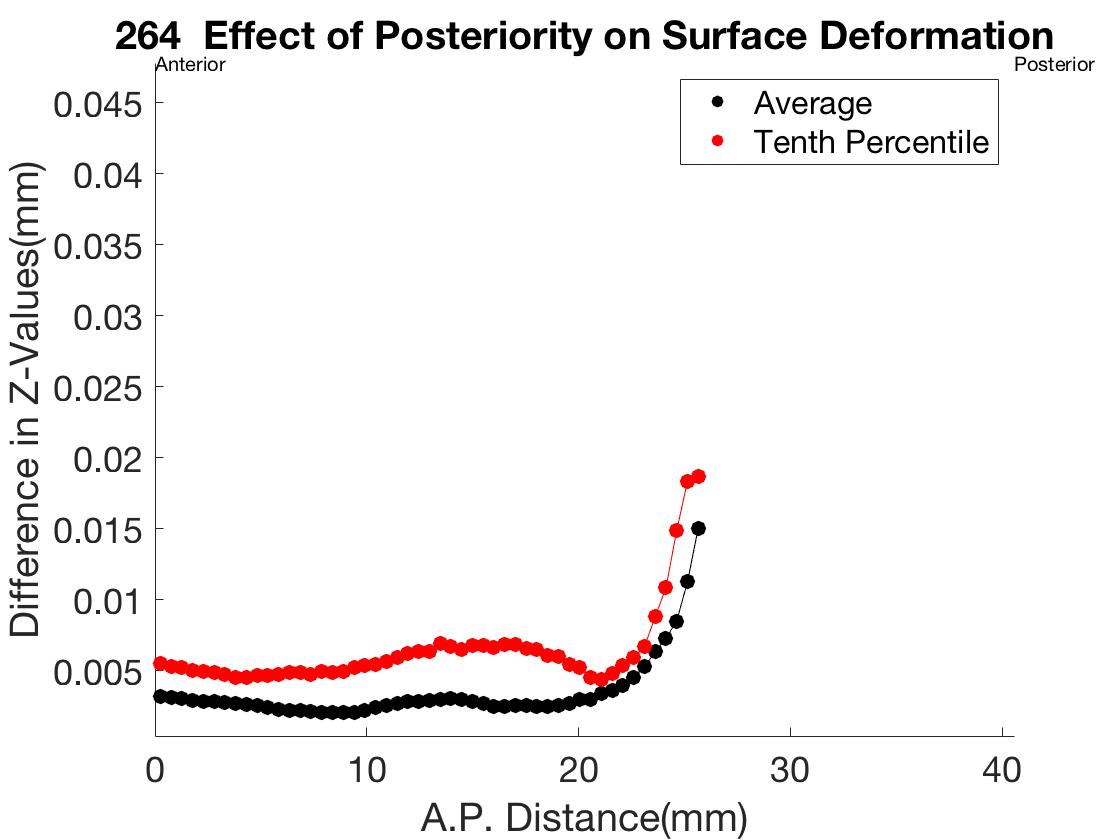 264  Effect of Posteriority on Surface Deformation
Anterior
Posterior
Average
Tenth Percentile
Difference in Z-Values(mm)
0.045
0.04
0.035
0.03
0.025
0.02
0.015
0.01
0.005
0
10
20
30
40
A.P. Distance(mm)